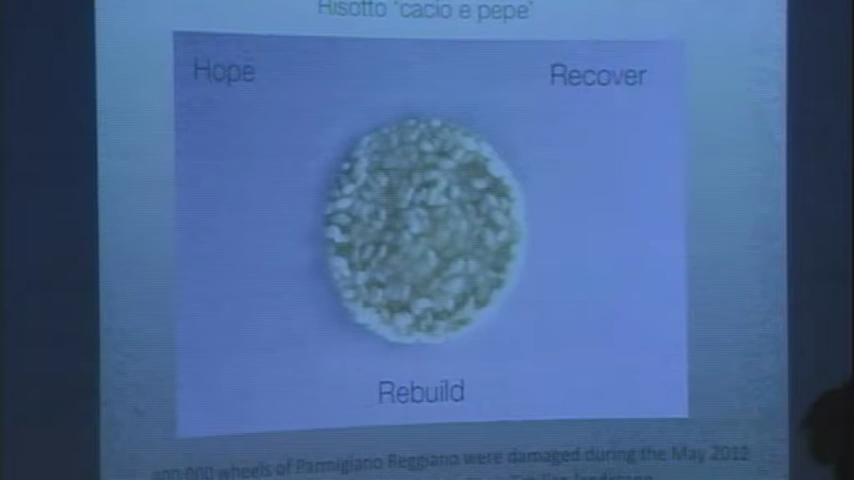 Risotto "cacio e pepe"
Hope
Recover
Rebuild
wheels of Parmigiano Reggiano were damaged during the May 2012